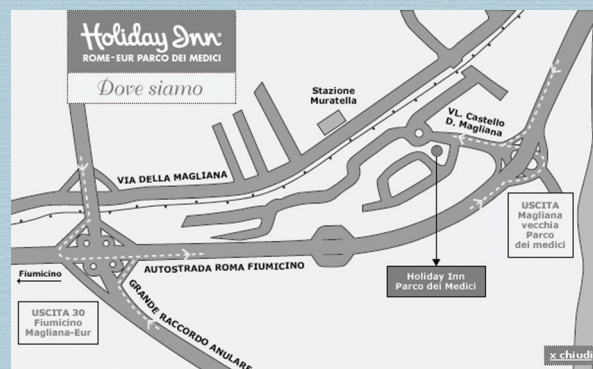 Holiday Inn®
ROME-EUR PARCO DEI MEDICI
Dove siamo
Stazione
Muratella
VL. Castello
D. Magliana
VIA DELLA MAGLIANA
USCITA
Magliana
vecchia
Parco
dei medici
AUTOSTRADA ROMA FIUMICINO
Fiumicino
Holiday Inn
Parco dei Medici
GRANDE RACCORDO ANULARE
USCITA 30
Fiumicino
Magliana-Eur
x chiudi